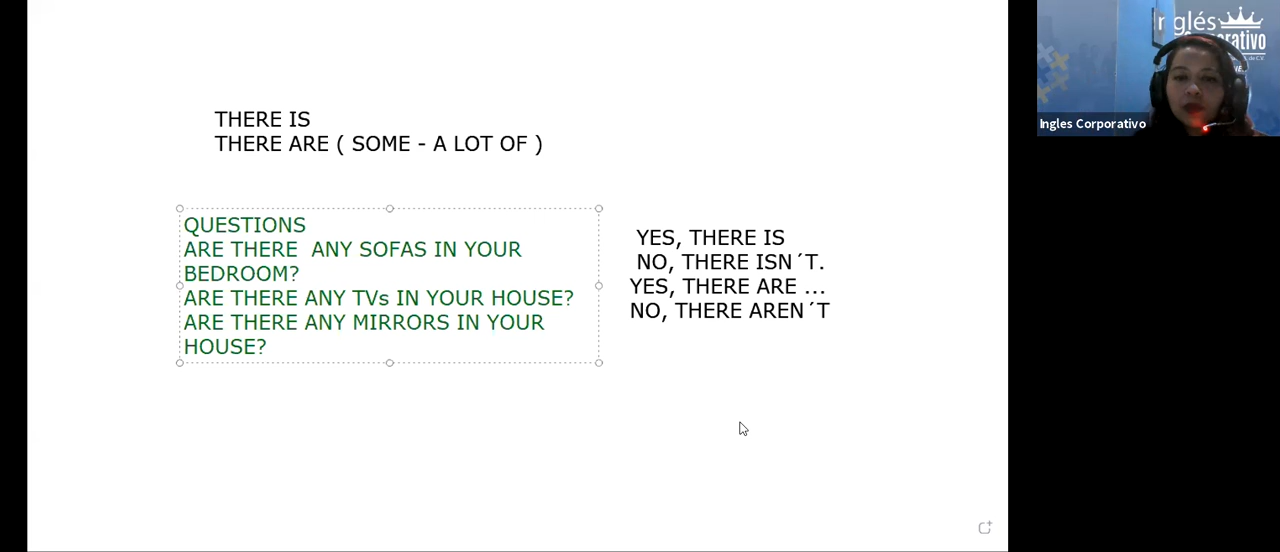 THERE IS
THERE ARE ( SOME - A LOT OF )
QUESTIONS
ARE THERE  ANY SOFAS IN YOUR
BEDROOM?
ARE THERE ANY TVs IN YOUR HOUSE?
ARE THERE ANY MIRRORS IN YOUR
HOUSE?
YES, THERE IS
NO, THERE ISN´T.
YES, THERE ARE ...
NO, THERE AREN´T
Inglés
Ingles Corporativo